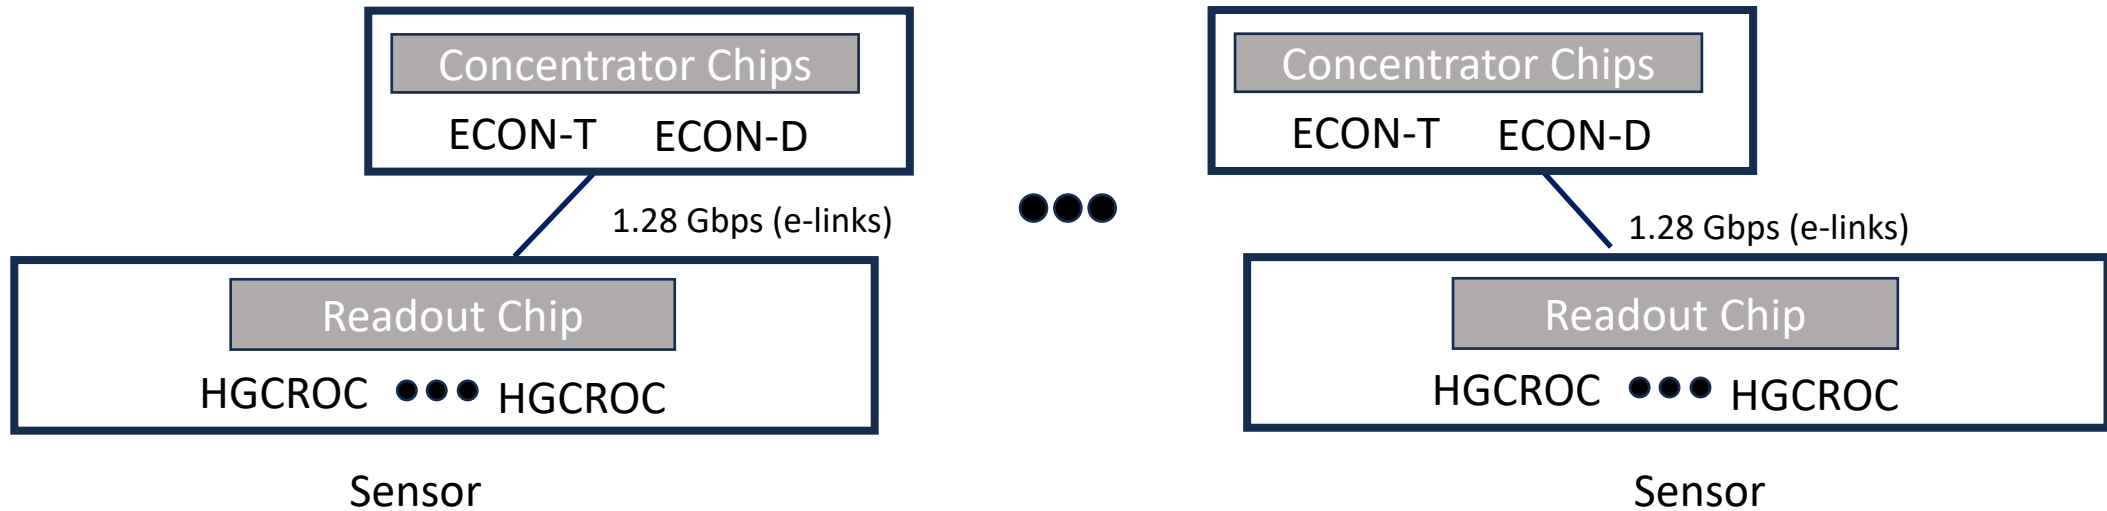 Concentrator Chips
ECON-T ECON-D
1.28 Gbps (e-links)
Readout Chip
HGCROC HGCROC
Sensor
Concentrator Chips
ECON-T ECON-D
1.28 Gbps (e-links)
Readout Chip
HGCROC HGCROC
Sensor